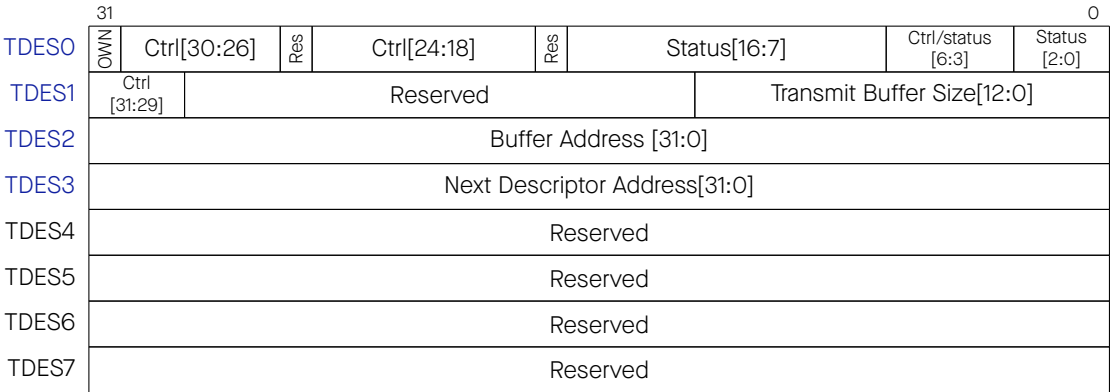 31 0
TDES0 OWN Ctrl[30:26] Res Ctrl[24:18] Res Status[16:7] Ctrl/status [6:3] Status [2:0]
TDES1 Ctrl [31:29] Reserved Transmit Buffer Size[12:0]
TDES2 Buffer Address [31:0]
TDES3 Next Descriptor Address[31:0]
TDES4 Reserved
TDES5 Reserved
TDES6 Reserved
TDES7 Reserved